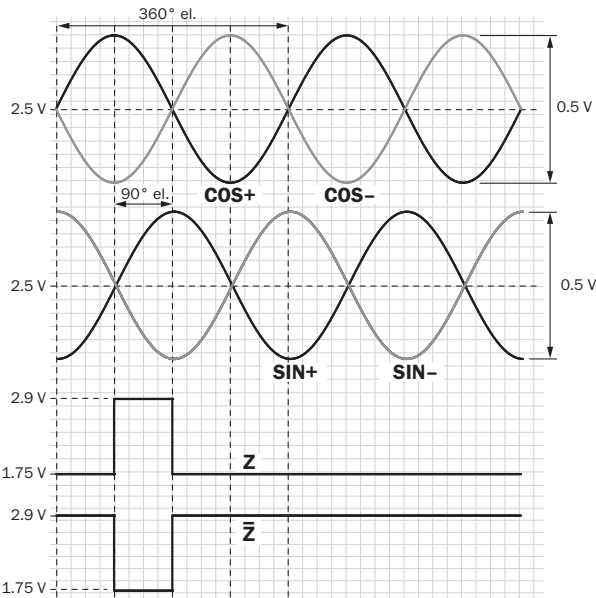 360° el.
2.5 V
0.5 V
COS+ COS−
90° el.
2.5 V
0.5 V
SIN+ SIN−
2.9 V
Z
1.75 V
2.9 V
Z̅
1.75 V